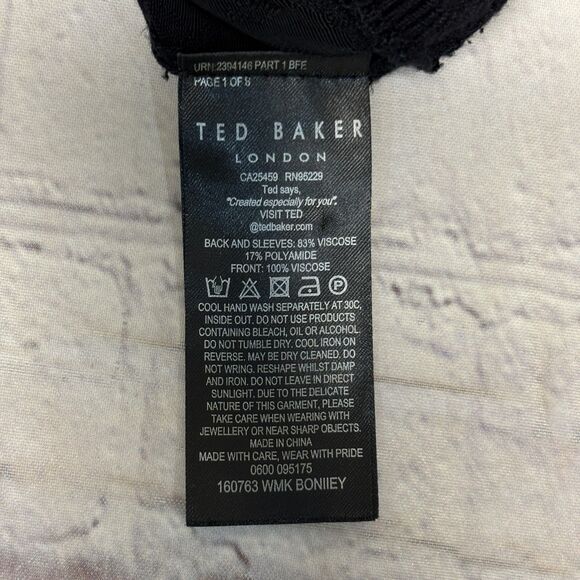 URN:2394146 PART 1 BFE
PAGE 1 OF 8
TED BAKER
LONDON
CA25459 RN95229
Ted says,
"Created especially for you".
VISIT TED
@tedbaker.com
BACK AND SLEEVES: 83% VISCOSE
17% POLYAMIDE
FRONT: 100% VISCOSE
P
COOL HAND WASH SEPARATELY AT 30C,
INSIDE OUT. DO NOT USE PRODUCTS
CONTAINING BLEACH, OIL OR ALCOHOL.
DO NOT TUMBLE DRY. COOL IRON ON
REVERSE. MAY BE DRY CLEANED. DO
NOT WRING. RESHAPE WHILST DAMP
AND IRON. DO NOT LEAVE IN DIRECT
SUNLIGHT. DUE TO THE DELICATE
NATURE OF THIS GARMENT, PLEASE
TAKE CARE WHEN WEARING WITH
JEWELLERY OR NEAR SHARP OBJECTS.
MADE IN CHINA
MADE WITH CARE, WEAR WITH PRIDE
0600 095175
160763 WMK BONIIEY